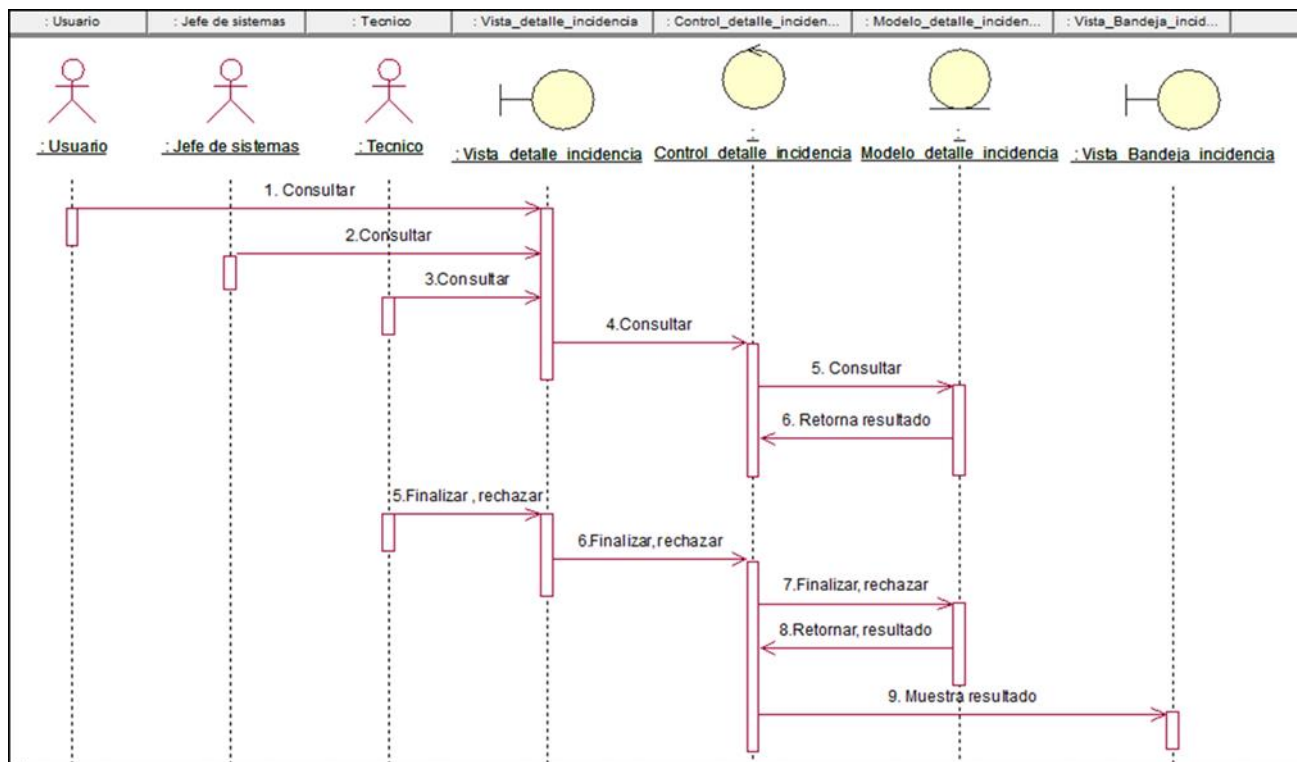 : Usuario
: Jefe de sistemas
: Tecnico
: Vista_detalle_incidencia
: Control_detalle_inciden...
: Modelo_detalle_inciden...
: Vista_Bandeja_incid...
: Usuario
: Jefe de sistemas
: Tecnico
: Vista_detalle_incidencia
:
Control_detalle_incidencia
:
Modelo_detalle_incidencia
: Vista_Bandeja_incidencia
1. Consultar
2.Consultar
3.Consultar
4.Consultar
5. Consultar
6. Retorna resultado
5.Finalizar , rechazar
6.Finalizar, rechazar
7.Finalizar, rechazar
8.Retornar, resultado
9. Muestra resultado